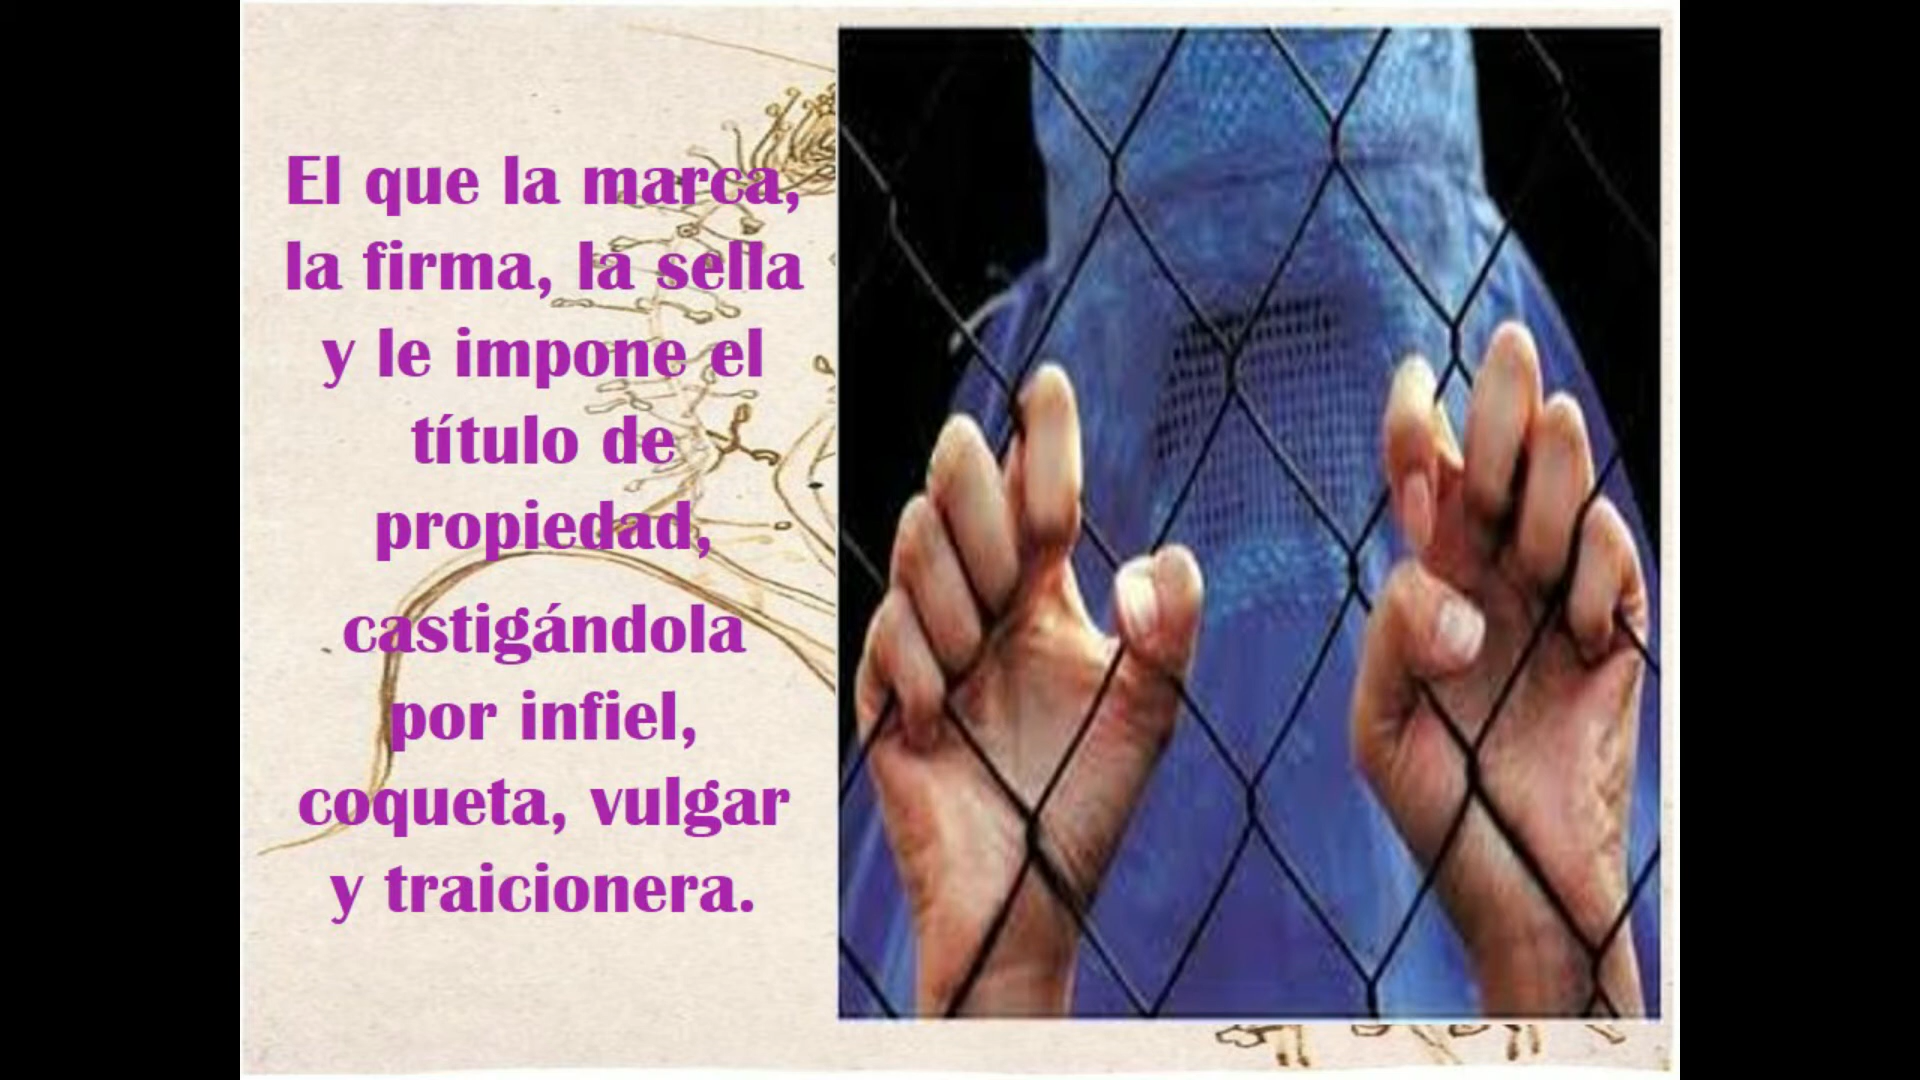 El que la marca,
la firma, la sella
y le impone el
título de
propiedad,
castigándola
por infiel,
coqueta, vulgar
y traicionera.